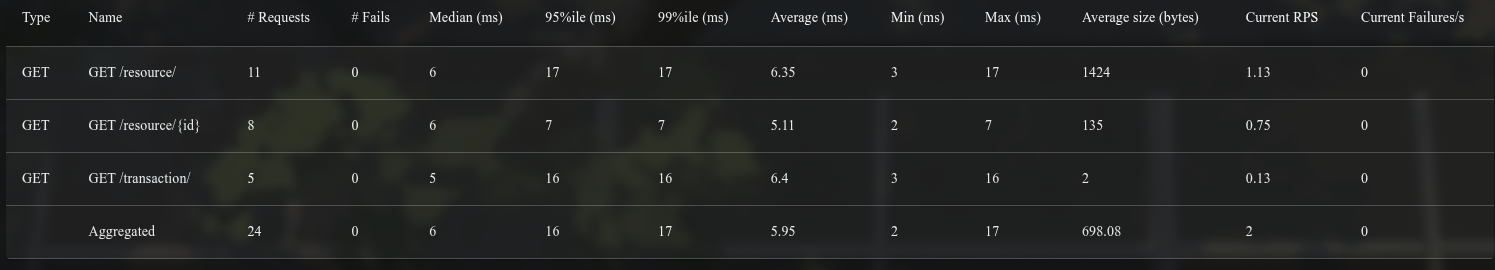 Type Name # Requests # Fails Median (ms) 95%ile (ms) 99%ile (ms) Average (ms) Min (ms) Max (ms) Average size (bytes) Current RPS Current Failures/s
GET GET /resource/ 11 0 6 17 17 6.35 3 17 1424 1.13 0
GET GET /resource/{id} 8 0 6 7 7 5.11 2 7 135 0.75 0
GET GET /transaction/ 5 0 5 16 16 6.4 3 16 2 0.13 0
Aggregated 24 0 6 16 17 5.95 2 17 698.08 2 0